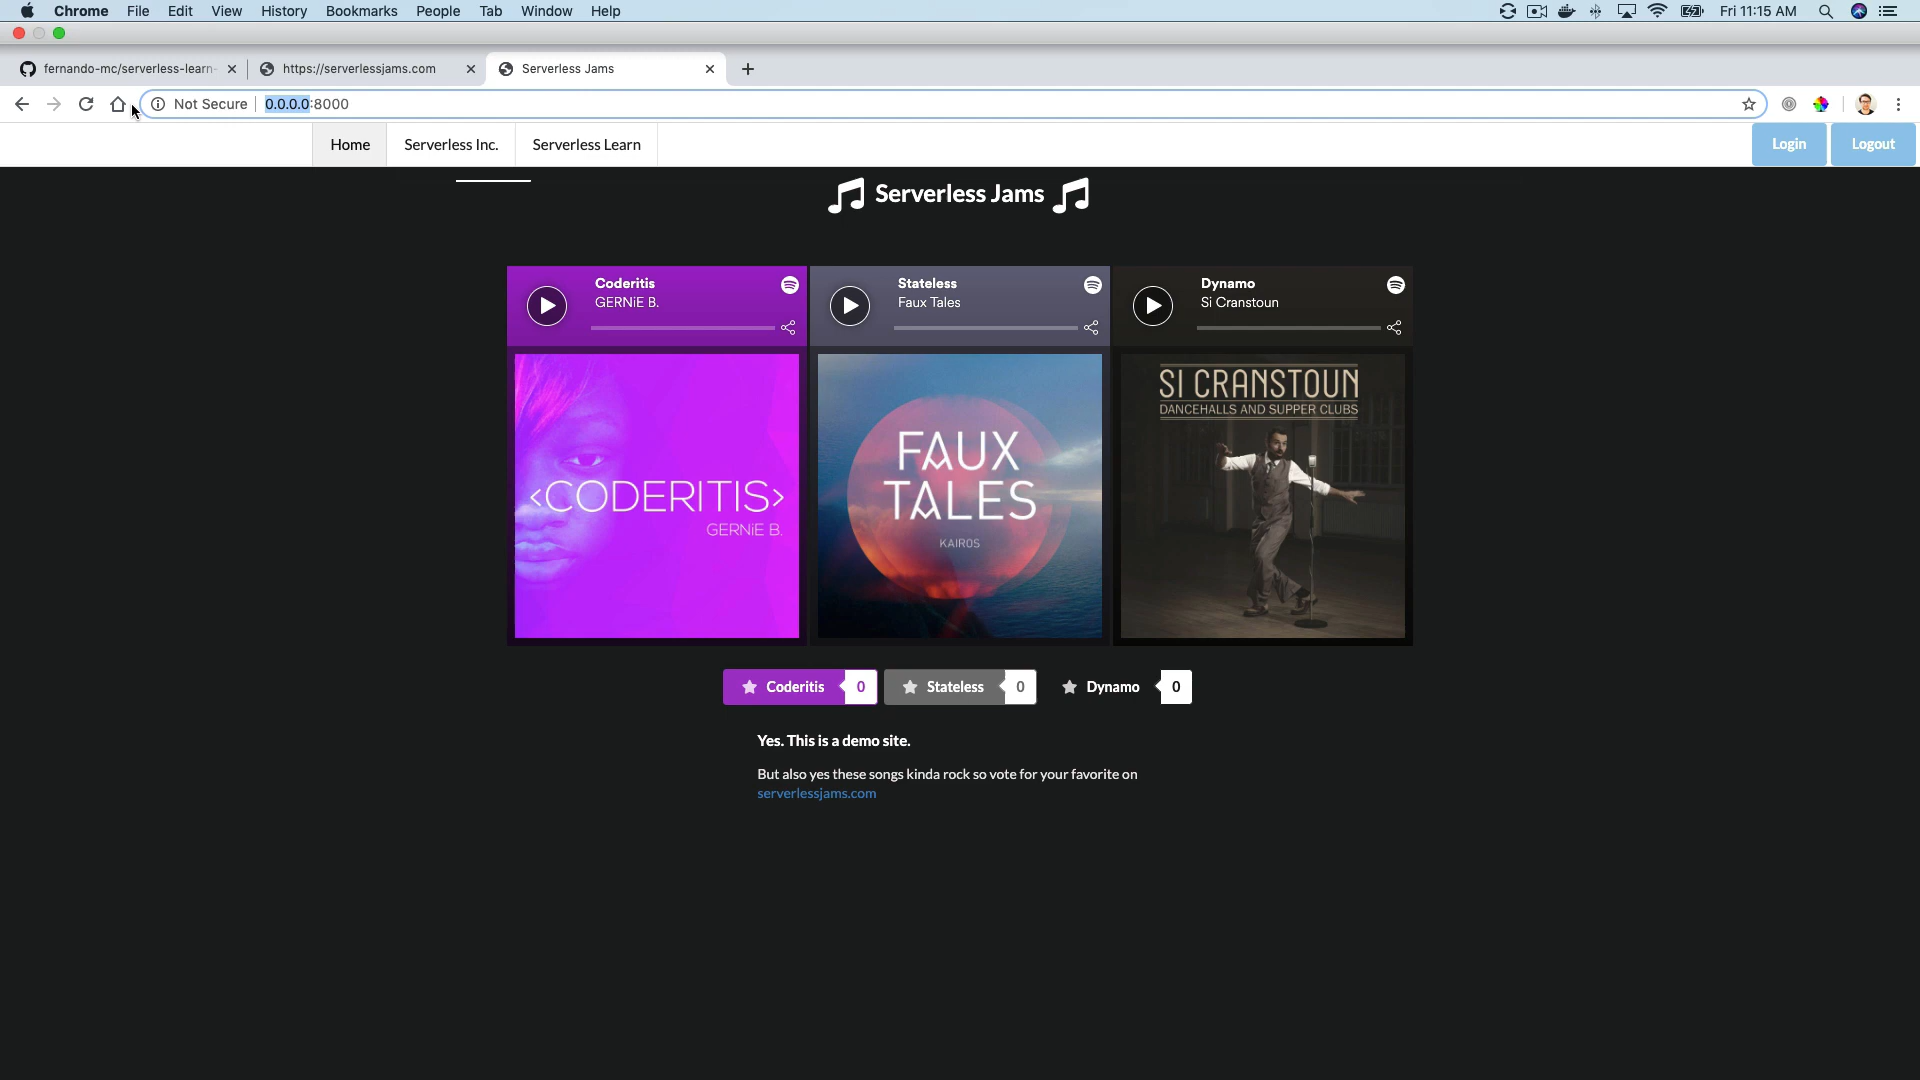 Chrome File Edit View History Bookmarks People Tab Window Help Fri 11:15 AM
fernando-mc/serverless-learn- https://serverlessjams.com Serverless Jams
Not Secure 0.0.0.0:8000
Home Serverless Inc. Serverless Learn Login Logout
Serverless Jams
Coderitis
GERNiE B.
Stateless
Faux Tales
Dynamo
Si Cranstoun
<CODERITIS>
GERNiE B.
FAUX
TALES
KAIROS
SI CRANSTOUN
DANCEHALLS AND SUPPER CLUBS
Coderitis 0 Stateless 0 Dynamo 0
Yes. This is a demo site.
But also yes these songs kinda rock so vote for your favorite on
serverlessjams.com